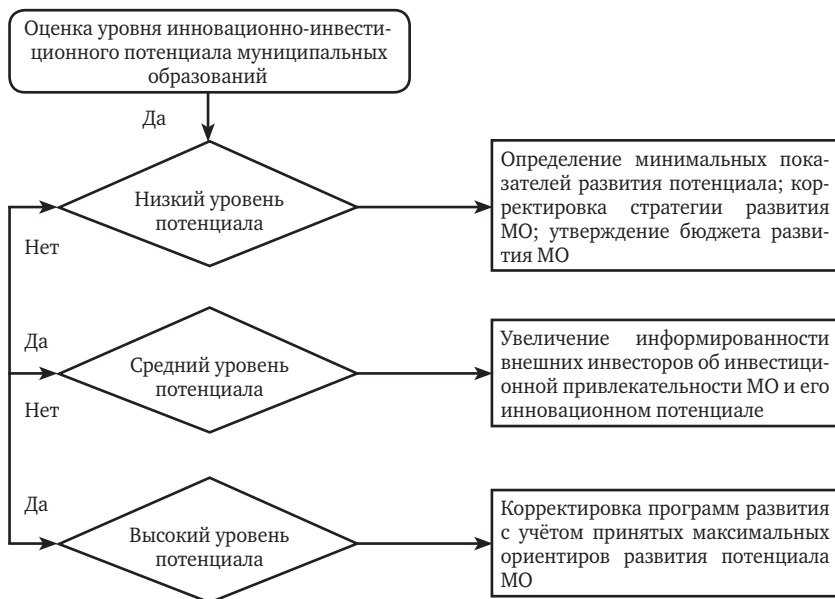 Оценка уровня инновационно-инвести-
ционного потенциала муниципальных
образований
Да
Низкий уровень
потенциала
Определение минимальных пока-
зателей развития потенциала; кор-
ректировка стратегии развития
МО; утверждение бюджета разви-
тия МО
Нет
Да
Средний уровень
потенциала
Увеличение информированности
внешних инвесторов об инвестици-
онной привлекательности МО и его
инновационном потенциале
Нет
Да
Высокий уровень
потенциала
Корректировка программ развития
с учётом принятых максимальных
ориентиров развития потенциала
МО